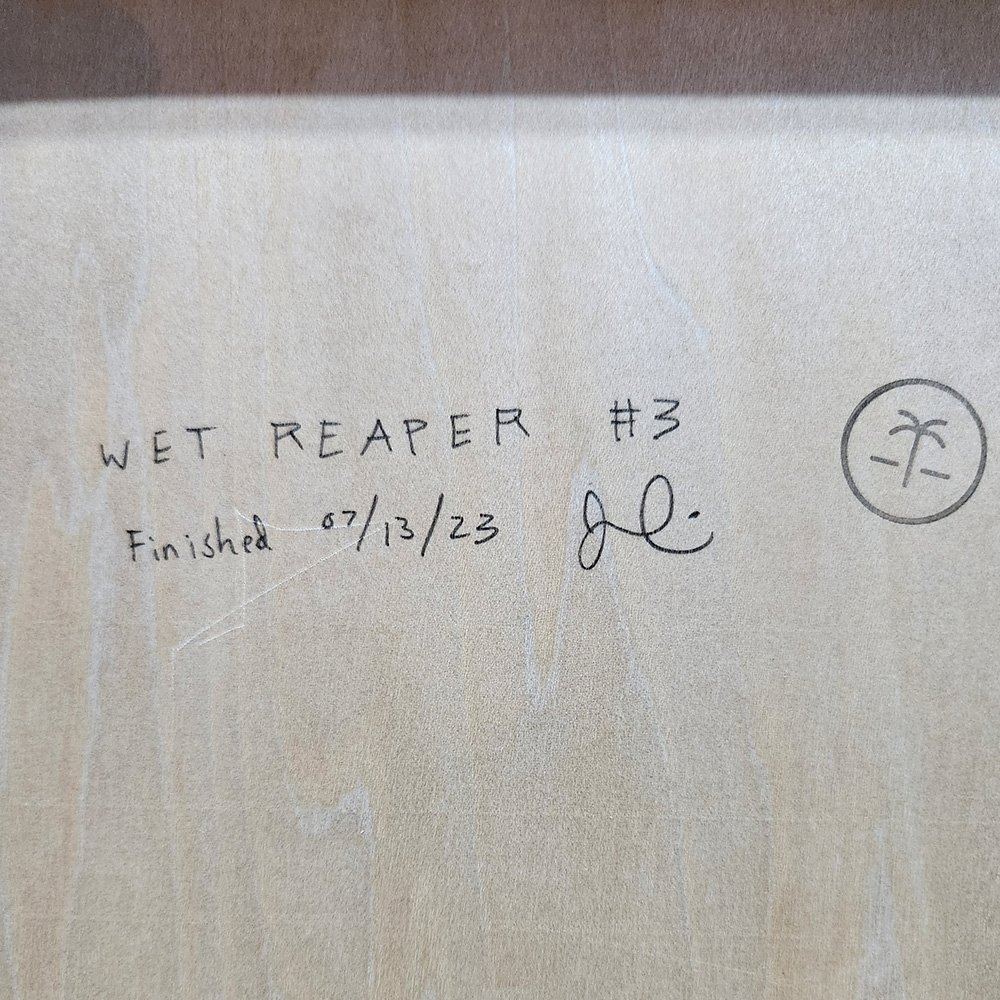 WET REAPER #3
Finished 07/13/23